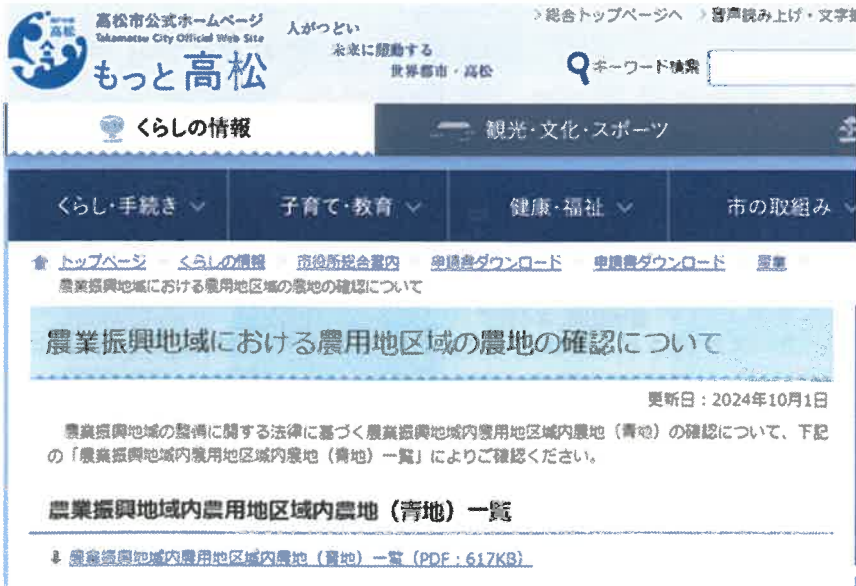 高松市公式ホームページ
Takamatsu City Official Web Site
もっと高松
人がつどい
未来に躍動する
世界都市・高松
総合トップページへ
音声読み上げ・文字
キーワード検索
くらしの情報
観光・文化・スポーツ
くらし・手続き
子育て・教育
健康・福祉
市の取組み
トップページ くらしの情報 市役所総合案内 申請書ダウンロード 申請書ダウンロード 産業
農業振興地域における農用地区域の農地の確認について
農業振興地域における農用地区域の農地の確認について
更新日：2024年10月1日
農業振興地域の整備に関する法律に基づく農業振興地域内農用地区域内農地（青地）の確認について、下記
の「農業振興地域内農用地区域内農地（青地）一覧」によりご確認ください。
農業振興地域内農用地区域内農地（青地）一覧
農業振興地域内農用地区域内農地（青地）一覧（PDF：617KB）